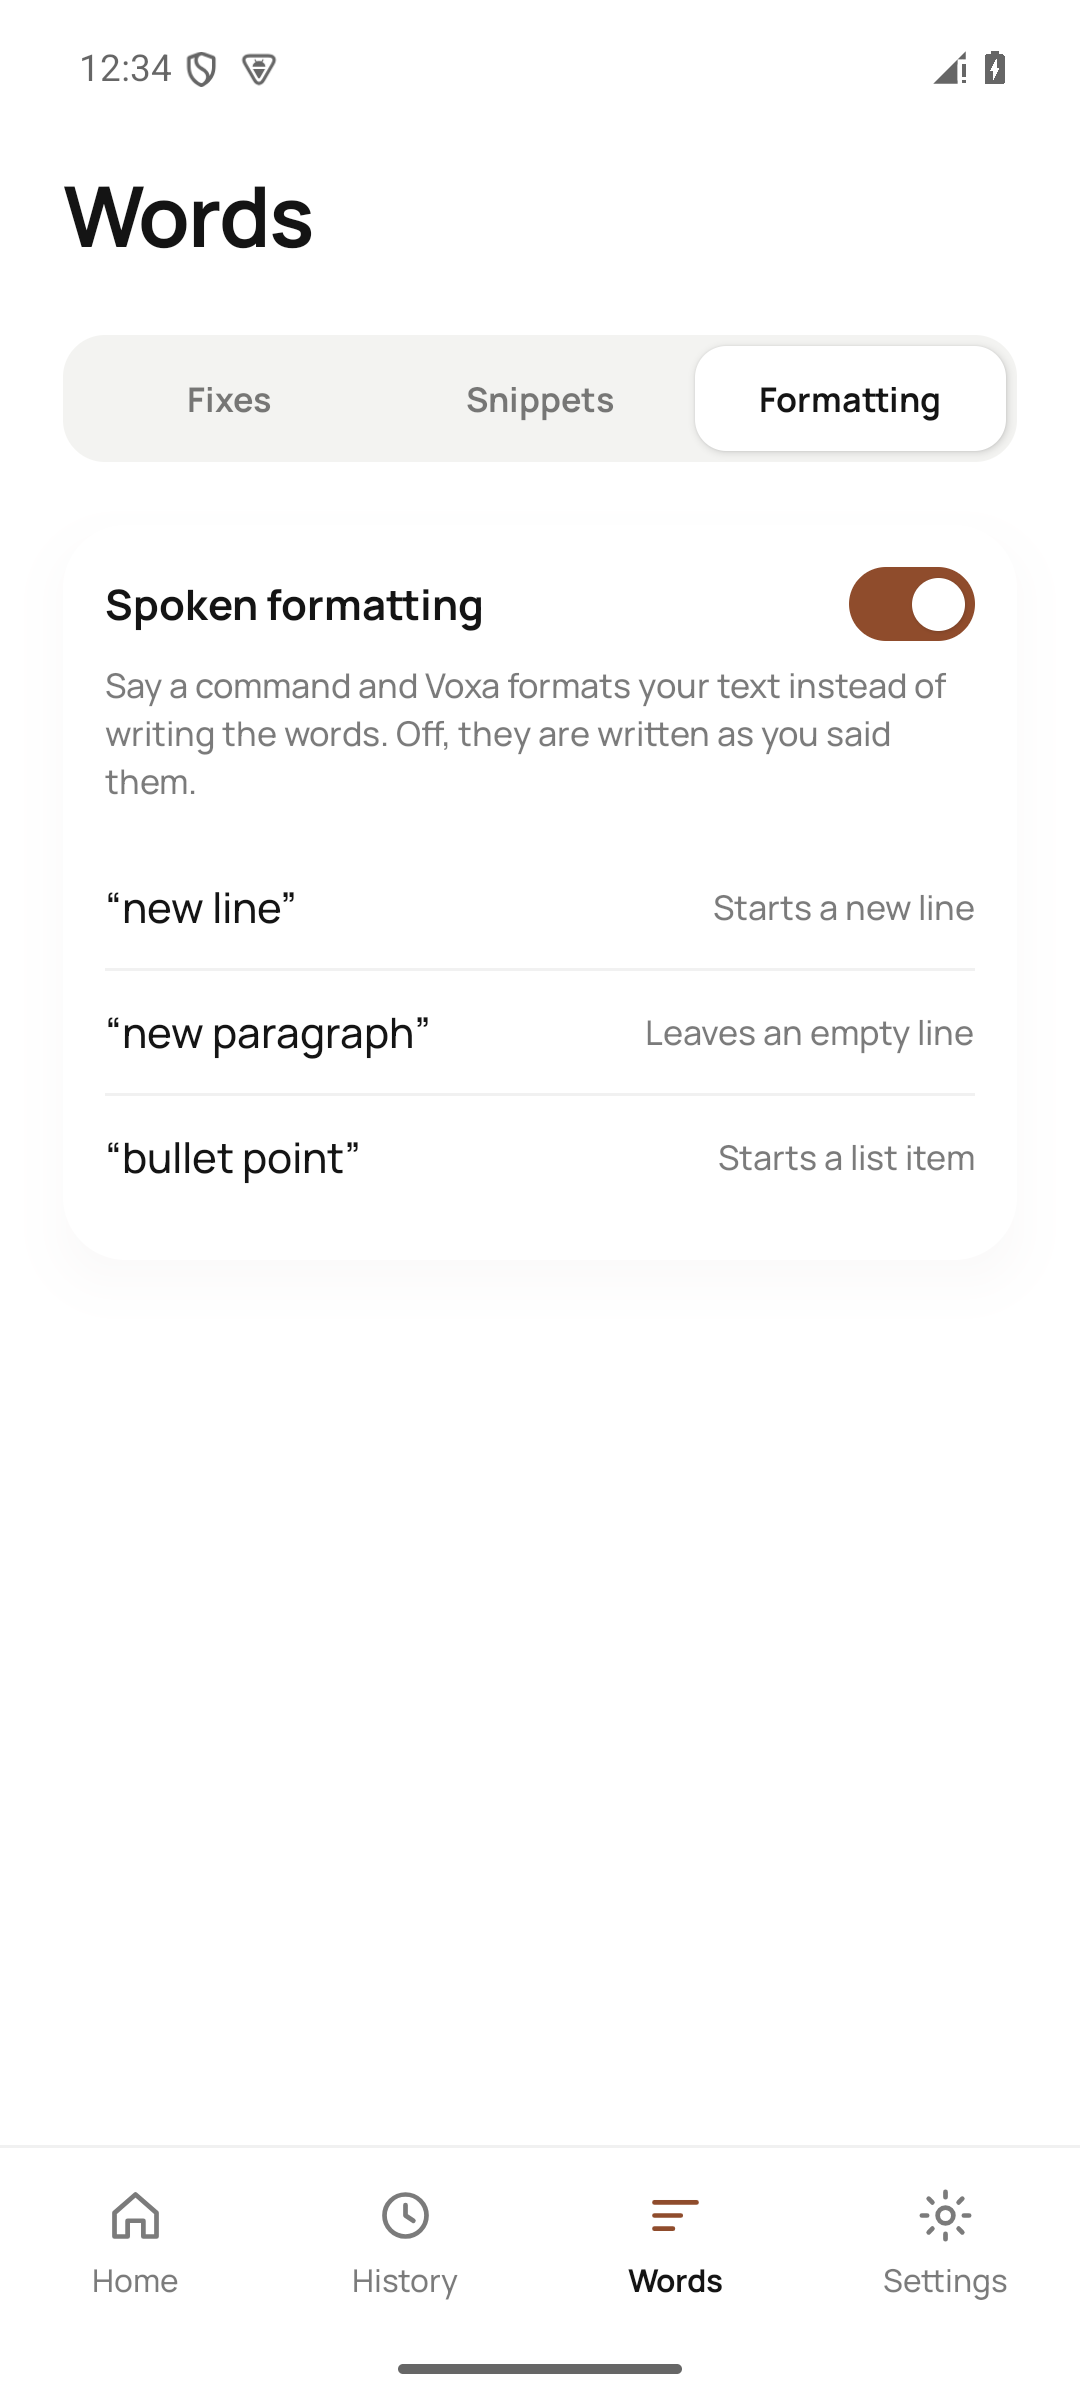 12:34
Words
Fixes
Snippets
Formatting
Spoken formatting
Say a command and Voxa formats your text instead of
writing the words. Off, they are written as you said
them.
“new line”
Starts a new line
“new paragraph”
Leaves an empty line
“bullet point”
Starts a list item
Home
History
Words
Settings